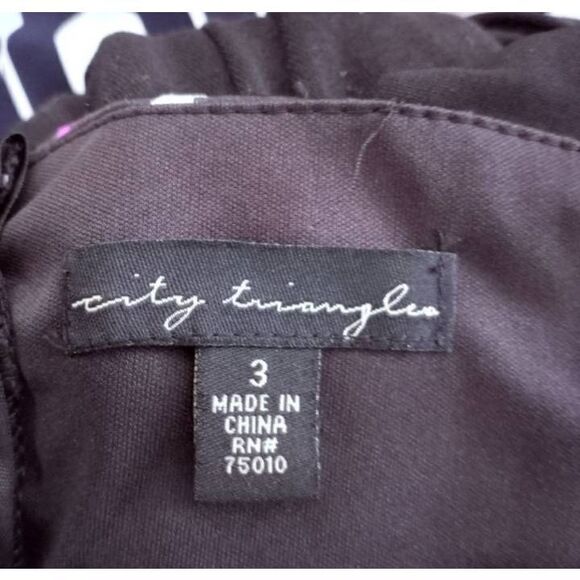 city triangles
3
MADE IN
CHINA
RN#
75010